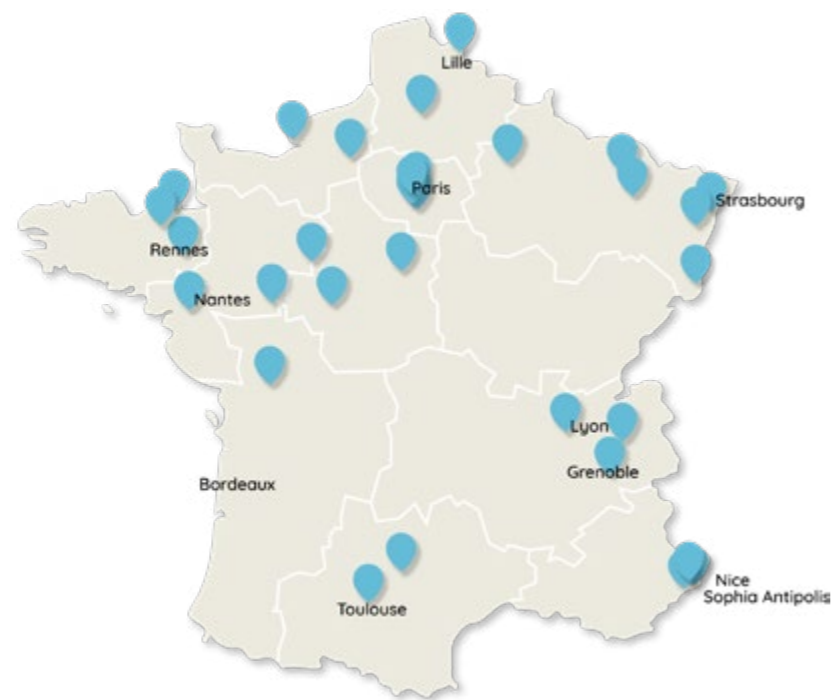 Lille
Paris
Strasbourg
Rennes
Nantes
Lyon
Grenoble
Bordeaux
Nice
Sophia Antipolis
Toulouse